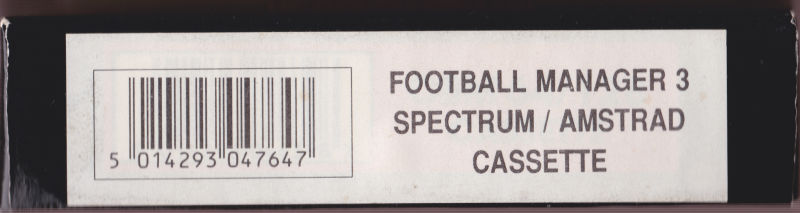 FOOTBALL MANAGER 3
SPECTRUM / AMSTRAD
CASSETTE
5 014293 047647